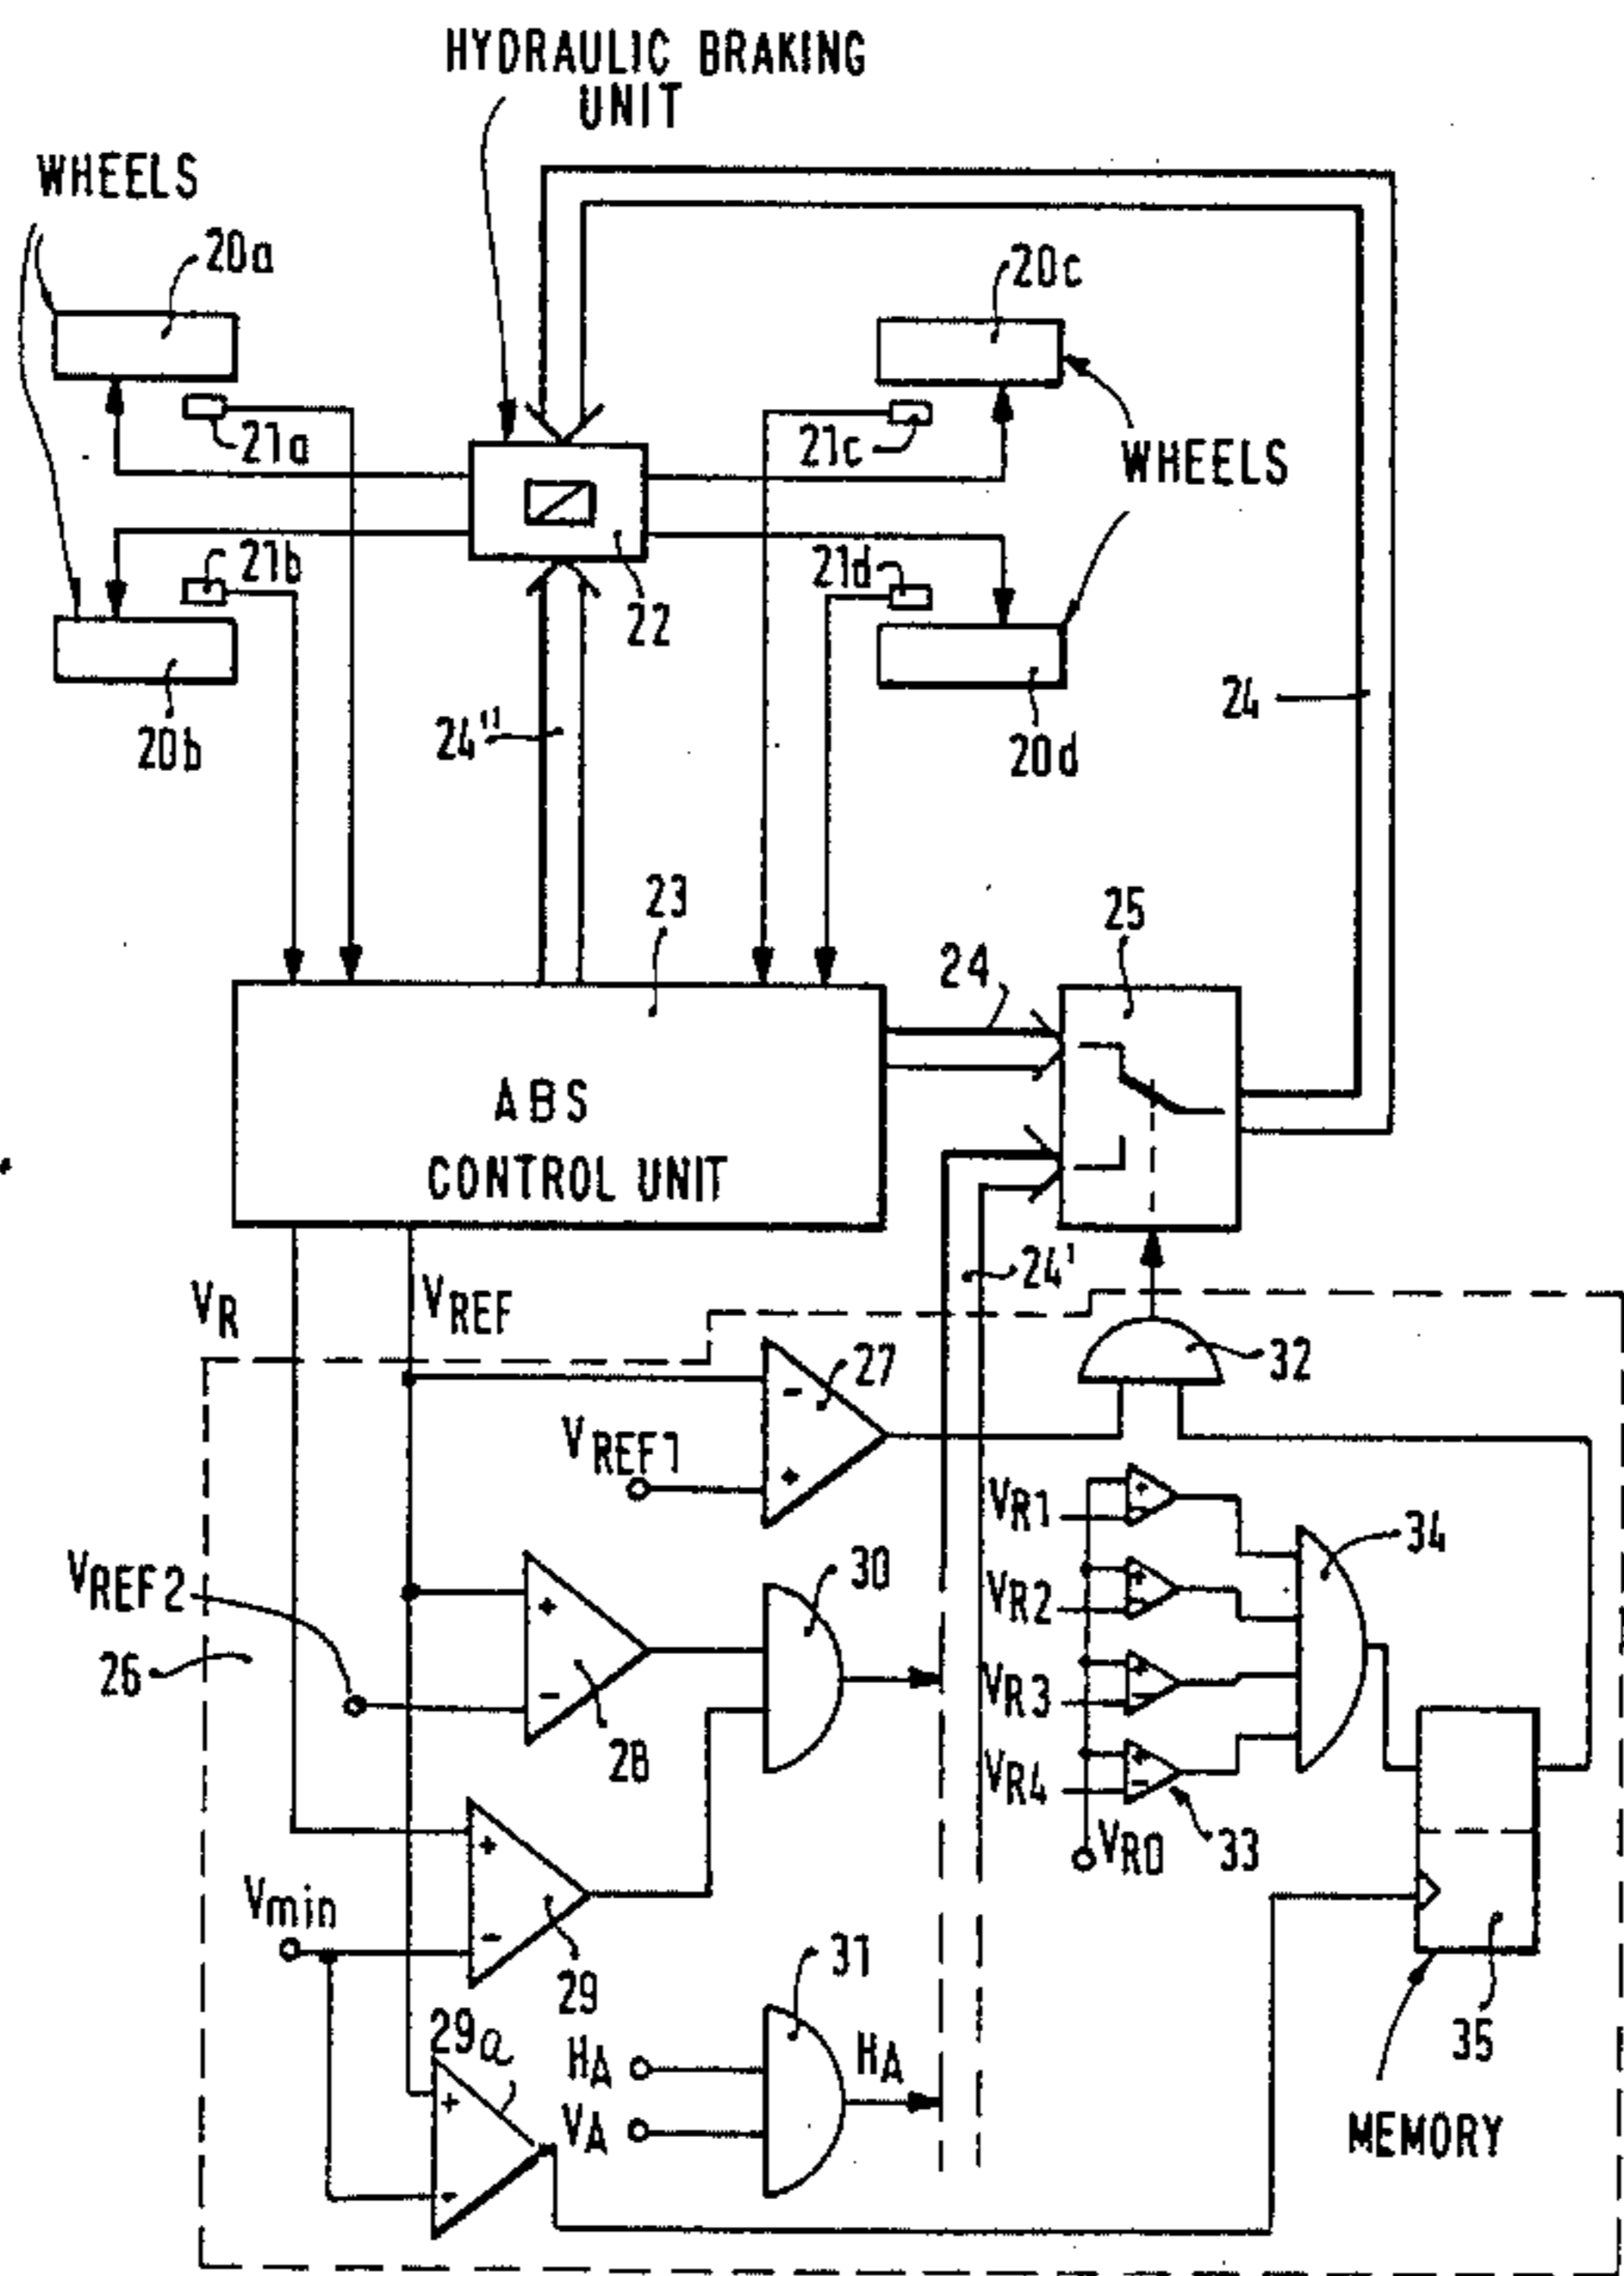 HYDRAULIC BRAKING
UNIT
WHEELS
20a
20c
21a
21c
WHEELS
21b
21d
22
20b
24''
20d
24
23
25
24
ABS
CONTROL UNIT
24'
VR
VREF
27
32
VREF1
VR1
34
VREF2
30
VR2
26
VR3
28
VR4
VR0
33
Vmin
29
31
35
29a
HA
HA
VA
MEMORY
+
-
+
-
+
-
+
-
+
-
+
-
+
-
+
-